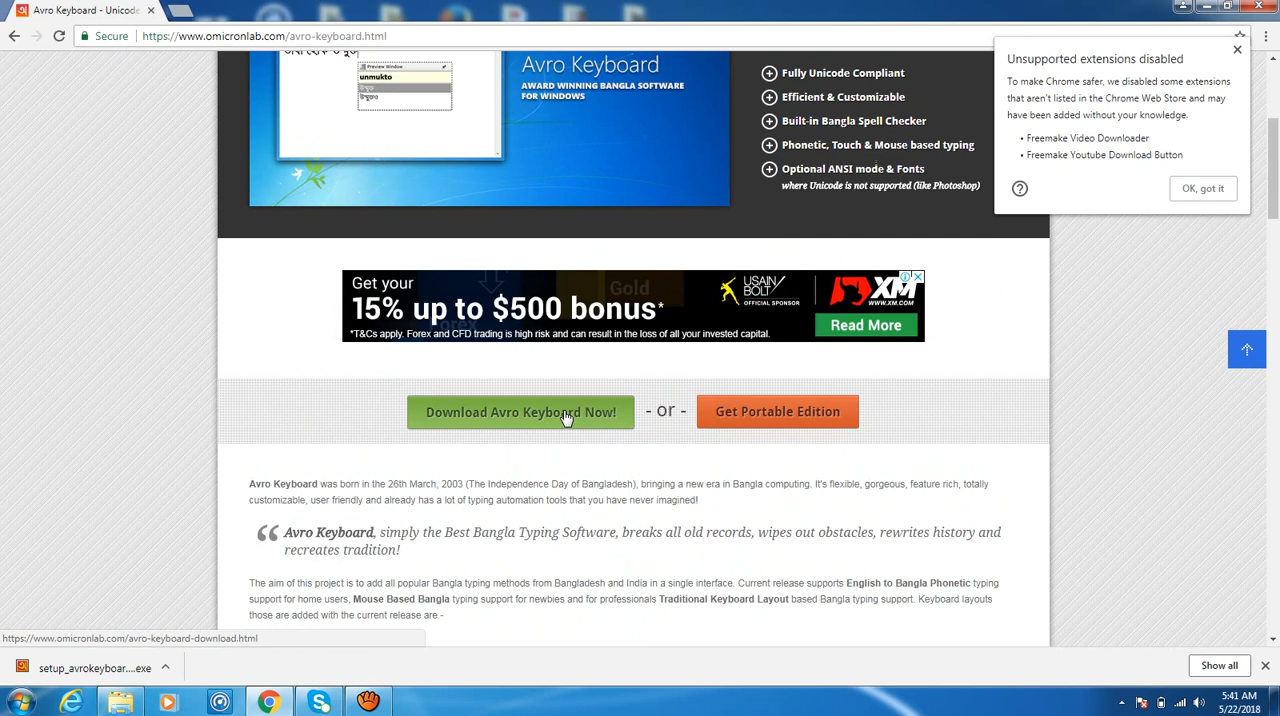 Avro Keyboard - Unicode
Secure
https://www.omicronlab.com/avro-keyboard.html
Unsupported extensions disabled
To make Chrome safer, we disabled some extensions
that aren't listed in the Chrome Web Store and may
have been added without your knowledge.
• Freemake Video Downloader
• Freemake Youtube Download Button
OK, got it
Preview Window
unmukto
Avro Keyboard
AWARD WINNING BANGLA SOFTWARE
FOR WINDOWS
Fully Unicode Compliant
Efficient & Customizable
Built-in Bangla Spell Checker
Phonetic, Touch & Mouse based typing
Optional ANSI mode & Fonts
where Unicode is not supported (like Photoshop)
Get your
15% up to $500 bonus*
*T&Cs apply. Forex and CFD trading is high risk and can result in the loss of all your invested capital.
Gold
Forex
USAIN
BOLT
OFFICIAL SPONSOR
XM
WWW.XM.COM
Read More
Download Avro Keyboard Now!
- or -
Get Portable Edition
Avro Keyboard was born in the 26th March, 2003 (The Independence Day of Bangladesh), bringing a new era in Bangla computing. It's flexible, gorgeous, feature rich, totally
customizable, user friendly and already has a lot of typing automation tools that you have never imagined!
Avro Keyboard, simply the Best Bangla Typing Software, breaks all old records, wipes out obstacles, rewrites history and
recreates tradition!
The aim of this project is to add all popular Bangla typing methods from Bangladesh and India in a single interface. Current release supports English to Bangla Phonetic typing
support for home users, Mouse Based Bangla typing support for newbies and for professionals Traditional Keyboard Layout based Bangla typing support. Keyboard layouts
those are added with the current release are -
https://www.omicronlab.com/avro-keyboard-download.html
setup_avrokeyboar....exe
Show all
5:41 AM
5/22/2018